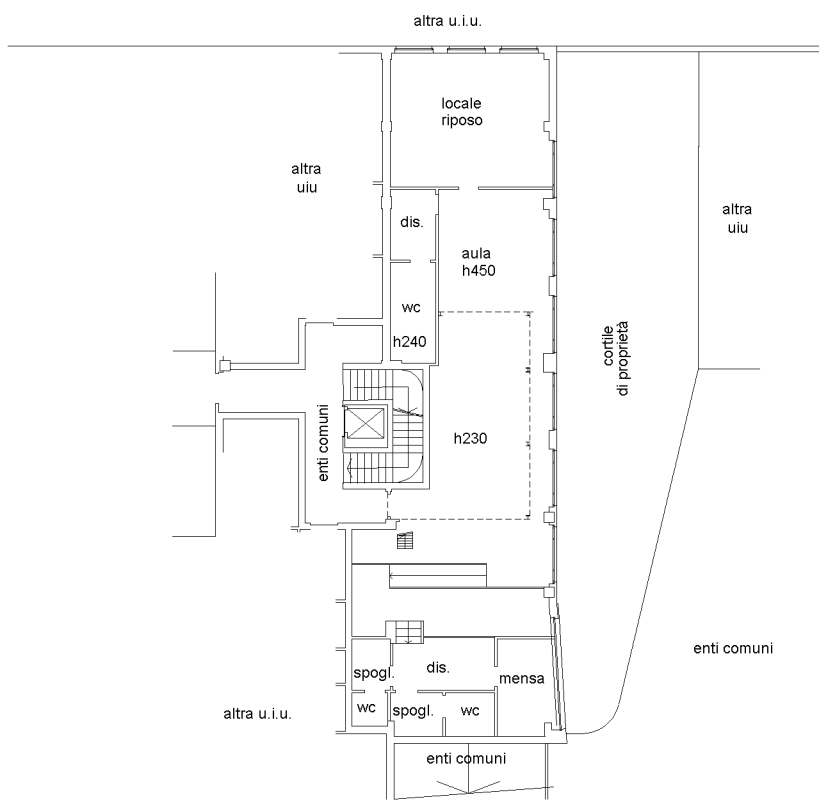 altra u.i.u.
locale
riposo
altra
uiu
dis.
altra
uiu
aula
h450
wc
h240
cortile
di proprietà
enti comuni
h230
enti comuni
spogl.
dis.
mensa
wc
spogl.
wc
altra u.i.u.
enti comuni